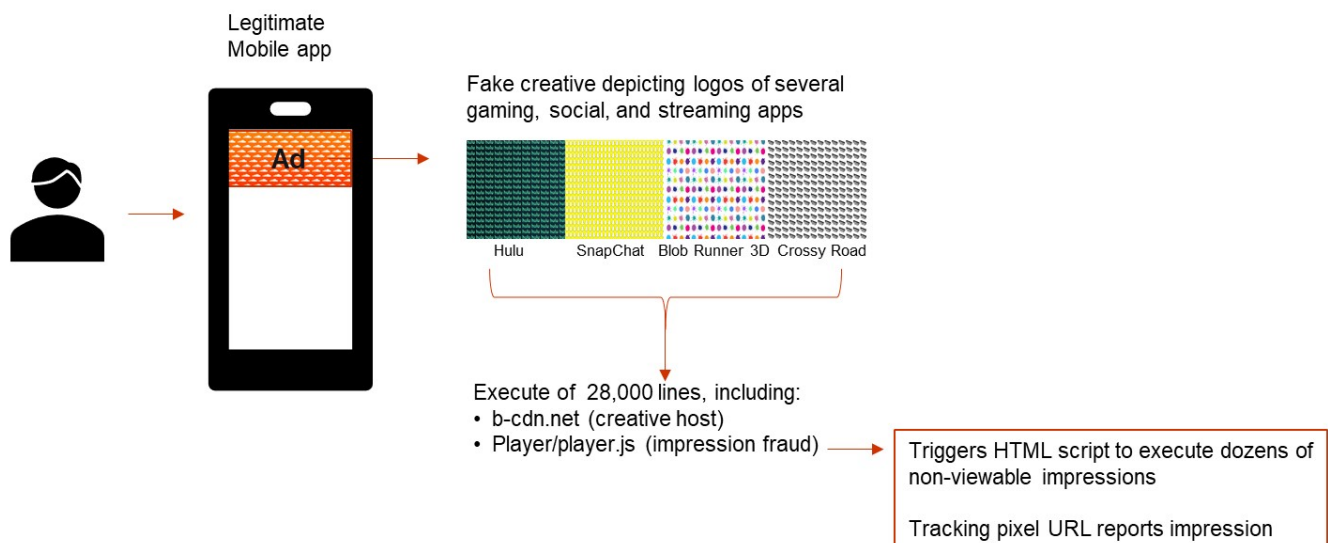 Legitimate
Mobile app
Ad
Fake creative depicting logos of several
gaming, social, and streaming apps
Hulu
SnapChat
Blob Runner 3D
Crossy Road
Execute of 28,000 lines, including:
• b-cdn.net (creative host)
• Player/player.js (impression fraud)
Triggers HTML script to execute dozens of
non-viewable impressions
Tracking pixel URL reports impression